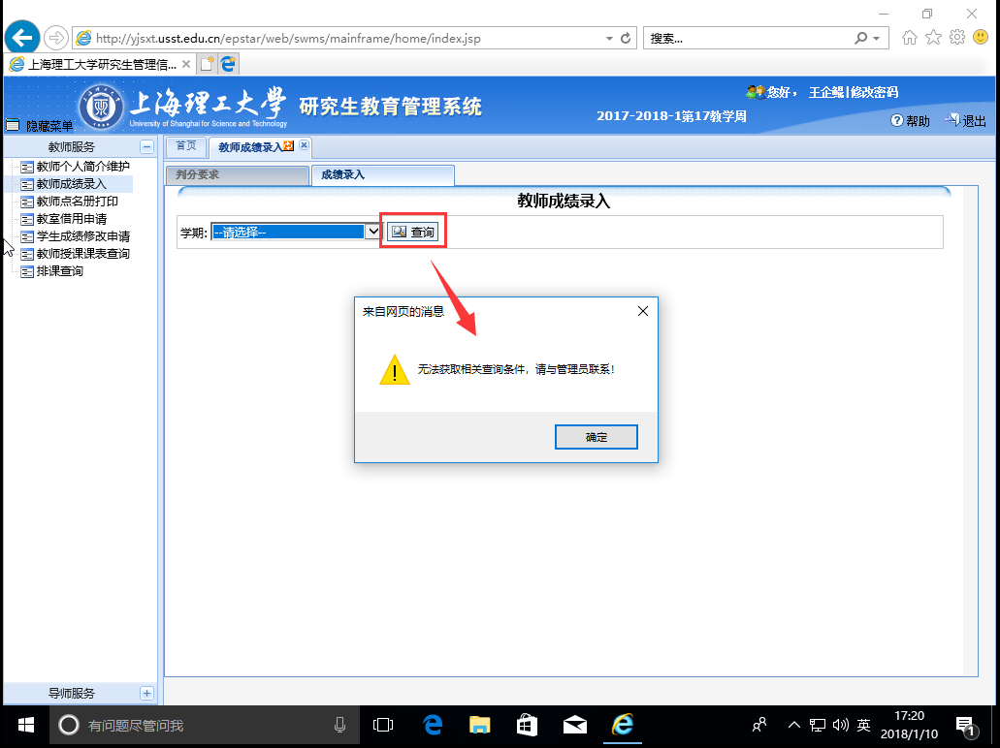 http://yjsxt.usst.edu.cn/epstar/web/swms/mainframe/home/index.jsp
搜索...
上海理工大学研究生管理信...
隐藏菜单
上海理工大学
University of Shanghai for Science and Technology
研究生教育管理系统
2017-2018-1第17教学周
您好， 王企鲲|修改密码
帮助
退出
教师服务
教师个人简介维护
教师成绩录入
教师点名册打印
教室借用申请
学生成绩修改申请
教师授课课表查询
排课查询
导师服务
首页
教师成绩录入
判分要求
成绩录入
教师成绩录入
学期: --请选择-- 查询
来自网页的消息
无法获取相关查询条件，请与管理员联系！
确定
有问题尽管问我
英
17:20
2018/1/10
1